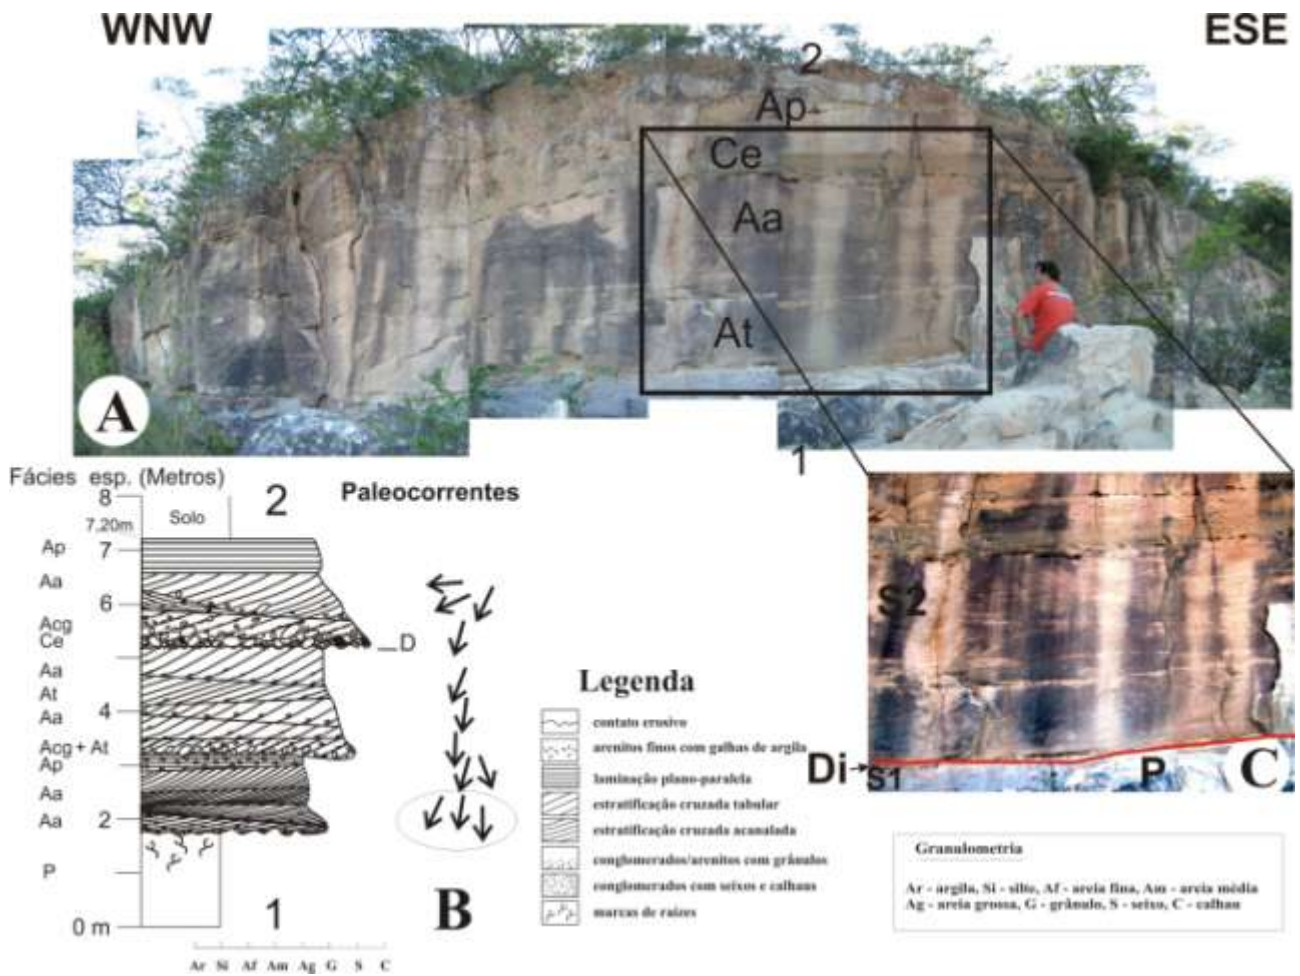 WNW
ESE
2
Ap
Ce
Aa
At
A
1
Fácies esp. (Metros)
8
2
Paleocorrentes
Solo
7,20m
Ap
7
Aa
6
Acg
Ce
D
Aa
At
4
Aa
Acg + At
Ap
Aa
2
Aa
P
0 m
1
B
Ar Si Af Am Ag G S C
Legenda
contato erosivo
arenitos finos com galhas de argila
laminação plano-paralela
estratificação cruzada tabular
estratificação cruzada acanalada
conglomerados/arenitos com grânulos
conglomerados com seixos e calhaus
marcas de raízes
S2
Di
S1
P
C
Granulometria
Ar - argila, Si - silto, Af - areia fina, Am - areia média
Ag - areia grossa, G - grânulo, S - seixo, C - calhau